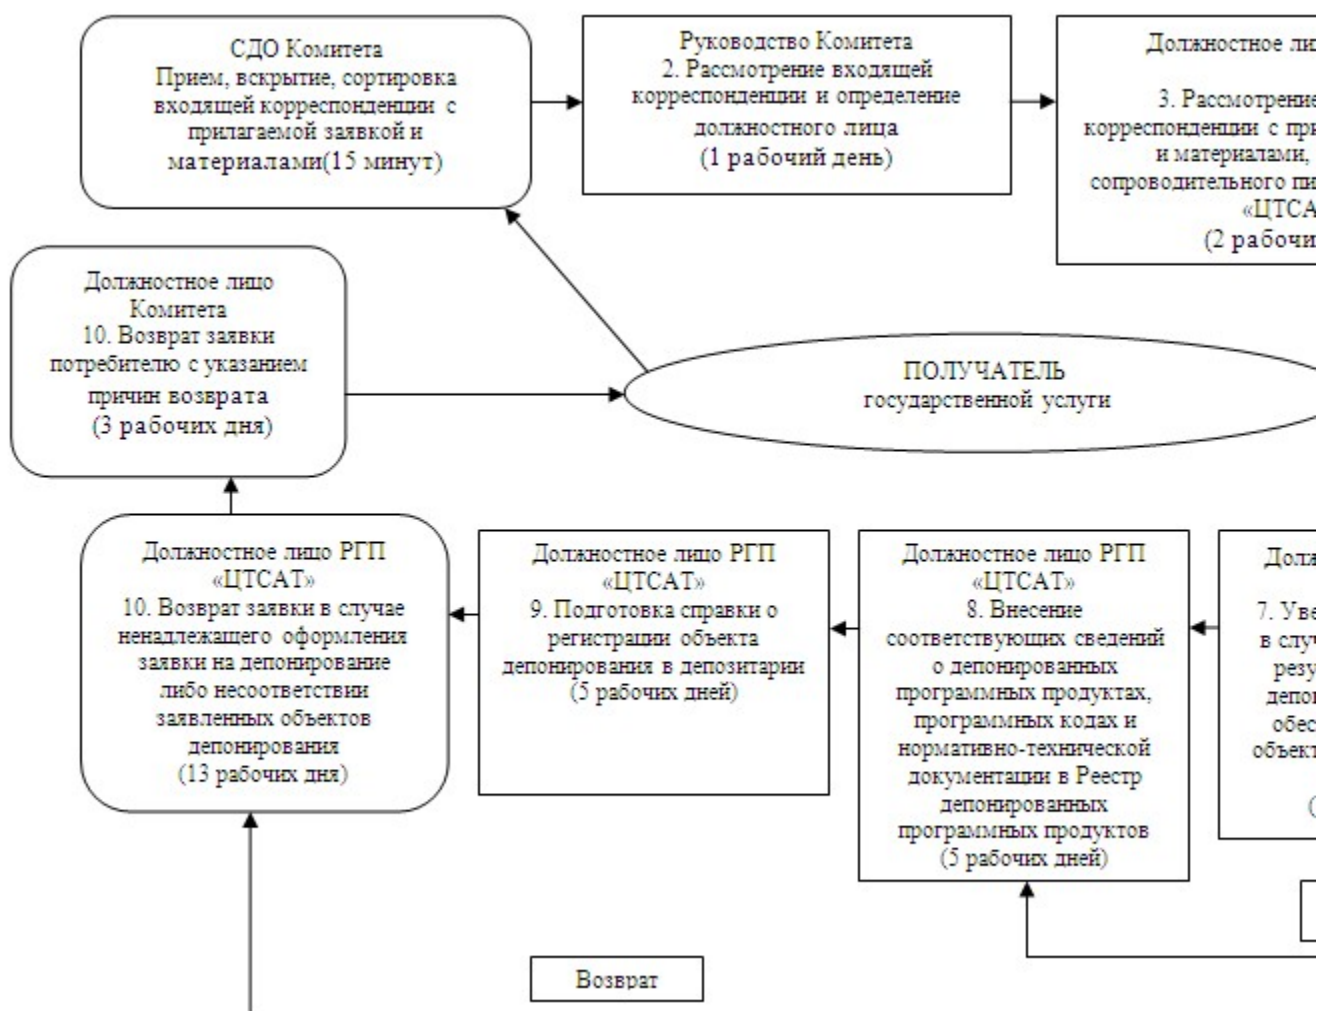 СДО Комитета
Прием, вскрытие, сортировка
входящей корреспонденции с
прилагаемой заявкой и
материалами(15 минут)
Руководство Комитета
2. Рассмотрение входящей
корреспонденции и определение
должностного лица
(1 рабочий день)
Должностное
3. Рассмотрение
корреспонденции с
и материалами,
сопроводительного
(2
Должностное лицо
Комитета
10. Возврат заявки
потребителю с указанием
причин возврата
(3 рабочих дня)
ПОЛУЧАТЕЛЬ
государственной услуги
Должностное лицо РГП
«ЦТСАТ»
10. Возврат заявки в случае
ненадлежащего оформления
заявки на депонирование
либо несоответствии
заявленных объектов
депонирования
(13 рабочих дня)
Должностное лицо РГП
«ЦТСАТ»
9. Подготовка справки о
регистрации объекта
депонирования в депозитарии
(5 рабочих дней)
Должностное лицо РГП
«ЦТСАТ»
8. Внесение
соответствующих сведений
о депонированных
программных продуктах,
программных кодах и
нормативно-технической
документации в Реестр
депонированных
программных продуктов
(5 рабочих дней)
7.
в
Возврат